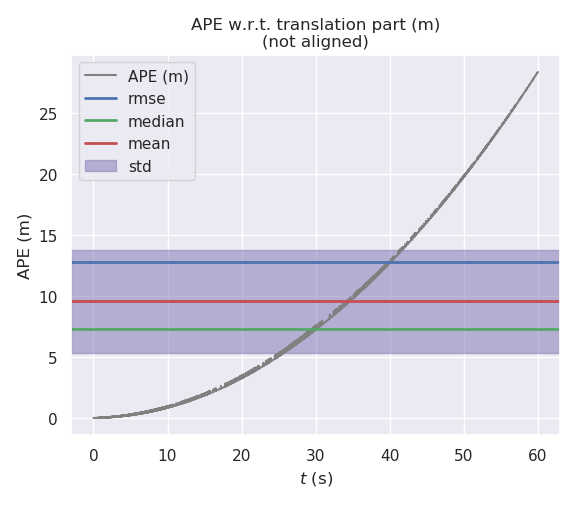 APE w.r.t. translation part (m)
(not aligned)
APE (m)
rmse
median
mean
std
APE (m)
25
20
15
10
5
0
0 10 20 30 40 50 60
t (s)